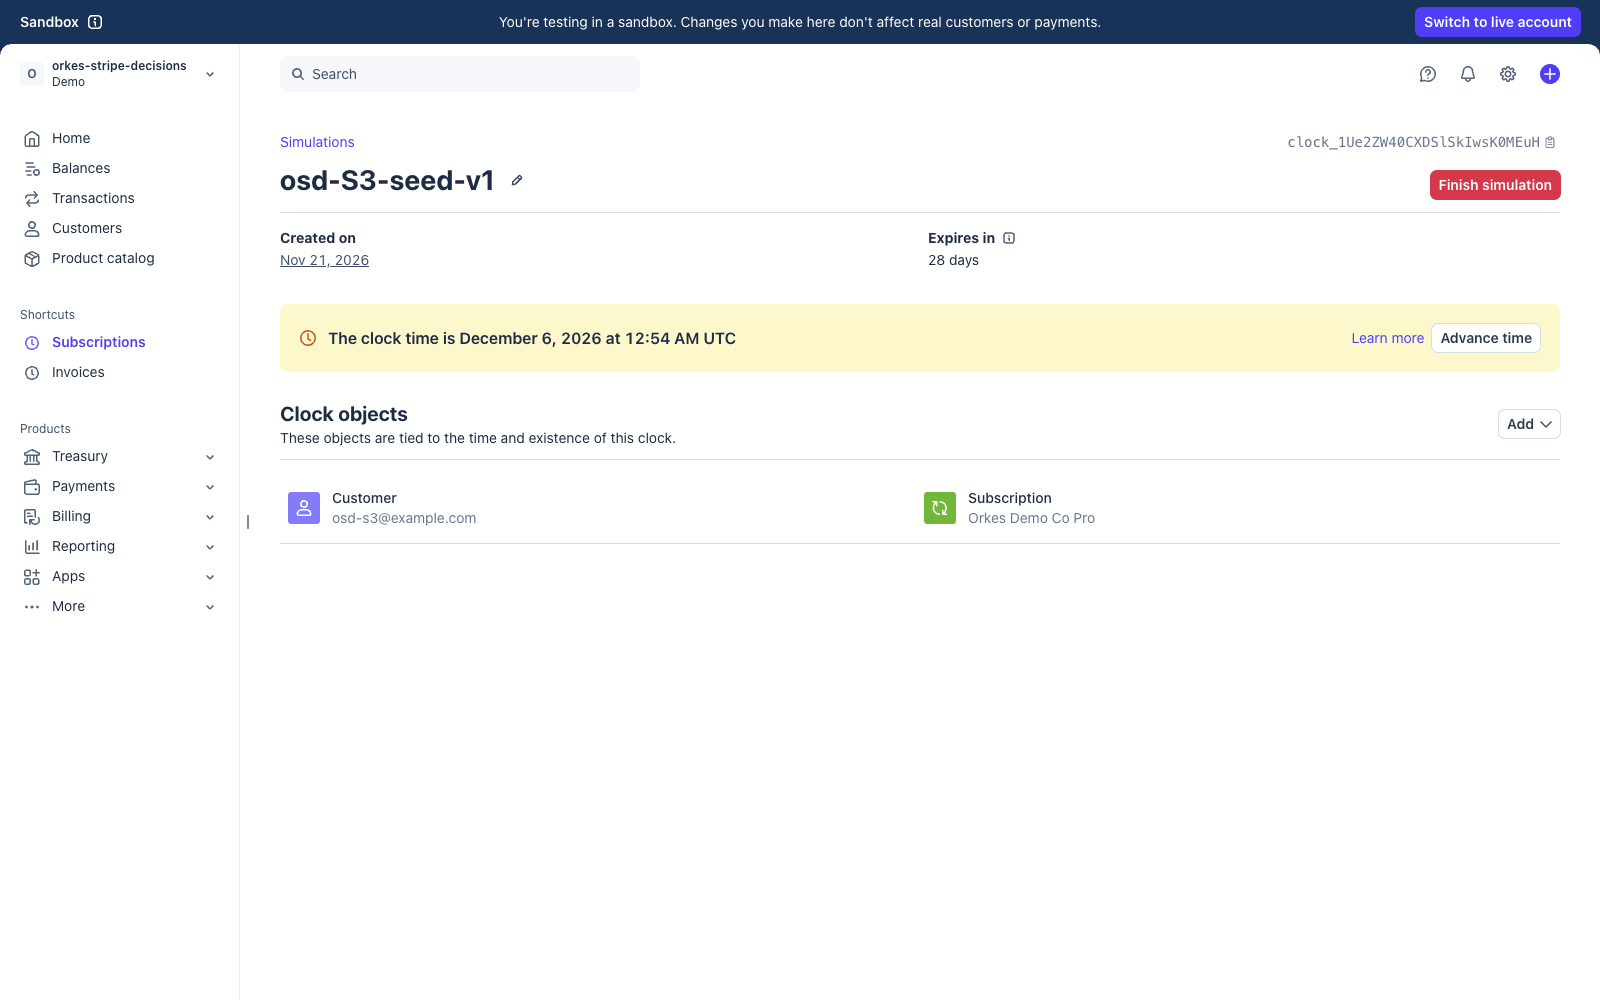 Sandbox
You're testing in a sandbox. Changes you make here don't affect real customers or payments.
Switch to live account
O
orkes-stripe-decisions
Demo
Search
Home
Balances
Transactions
Customers
Product catalog
Shortcuts
Subscriptions
Invoices
Products
Treasury
Payments
Billing
Reporting
Apps
More
Simulations
clock_1Ue2ZW40CXDSlSkIwsK0MEuH
osd-S3-seed-v1
Finish simulation
Created on
Nov 21, 2026
Expires in
28 days
The clock time is December 6, 2026 at 12:54 AM UTC
Learn more
Advance time
Clock objects
These objects are tied to the time and existence of this clock.
Add
Customer
osd-s3@example.com
Subscription
Orkes Demo Co Pro